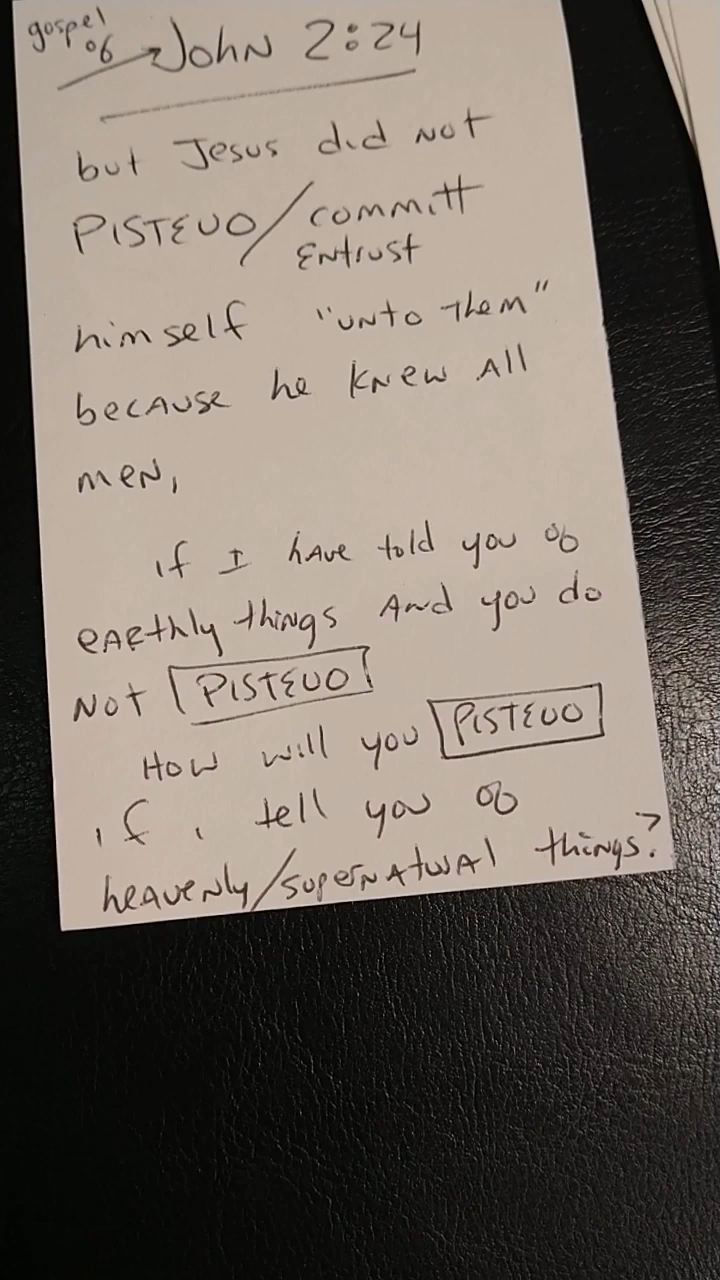 gospel
of John 2:24
but Jesus did not
PISTEUO/committ
entrust
himself "unto them"
because he knew all
men,
if I have told you of
earthly things and you do
not PISTEUO
How will you PISTEUO
if i tell you of
heavenly/supernatural things?